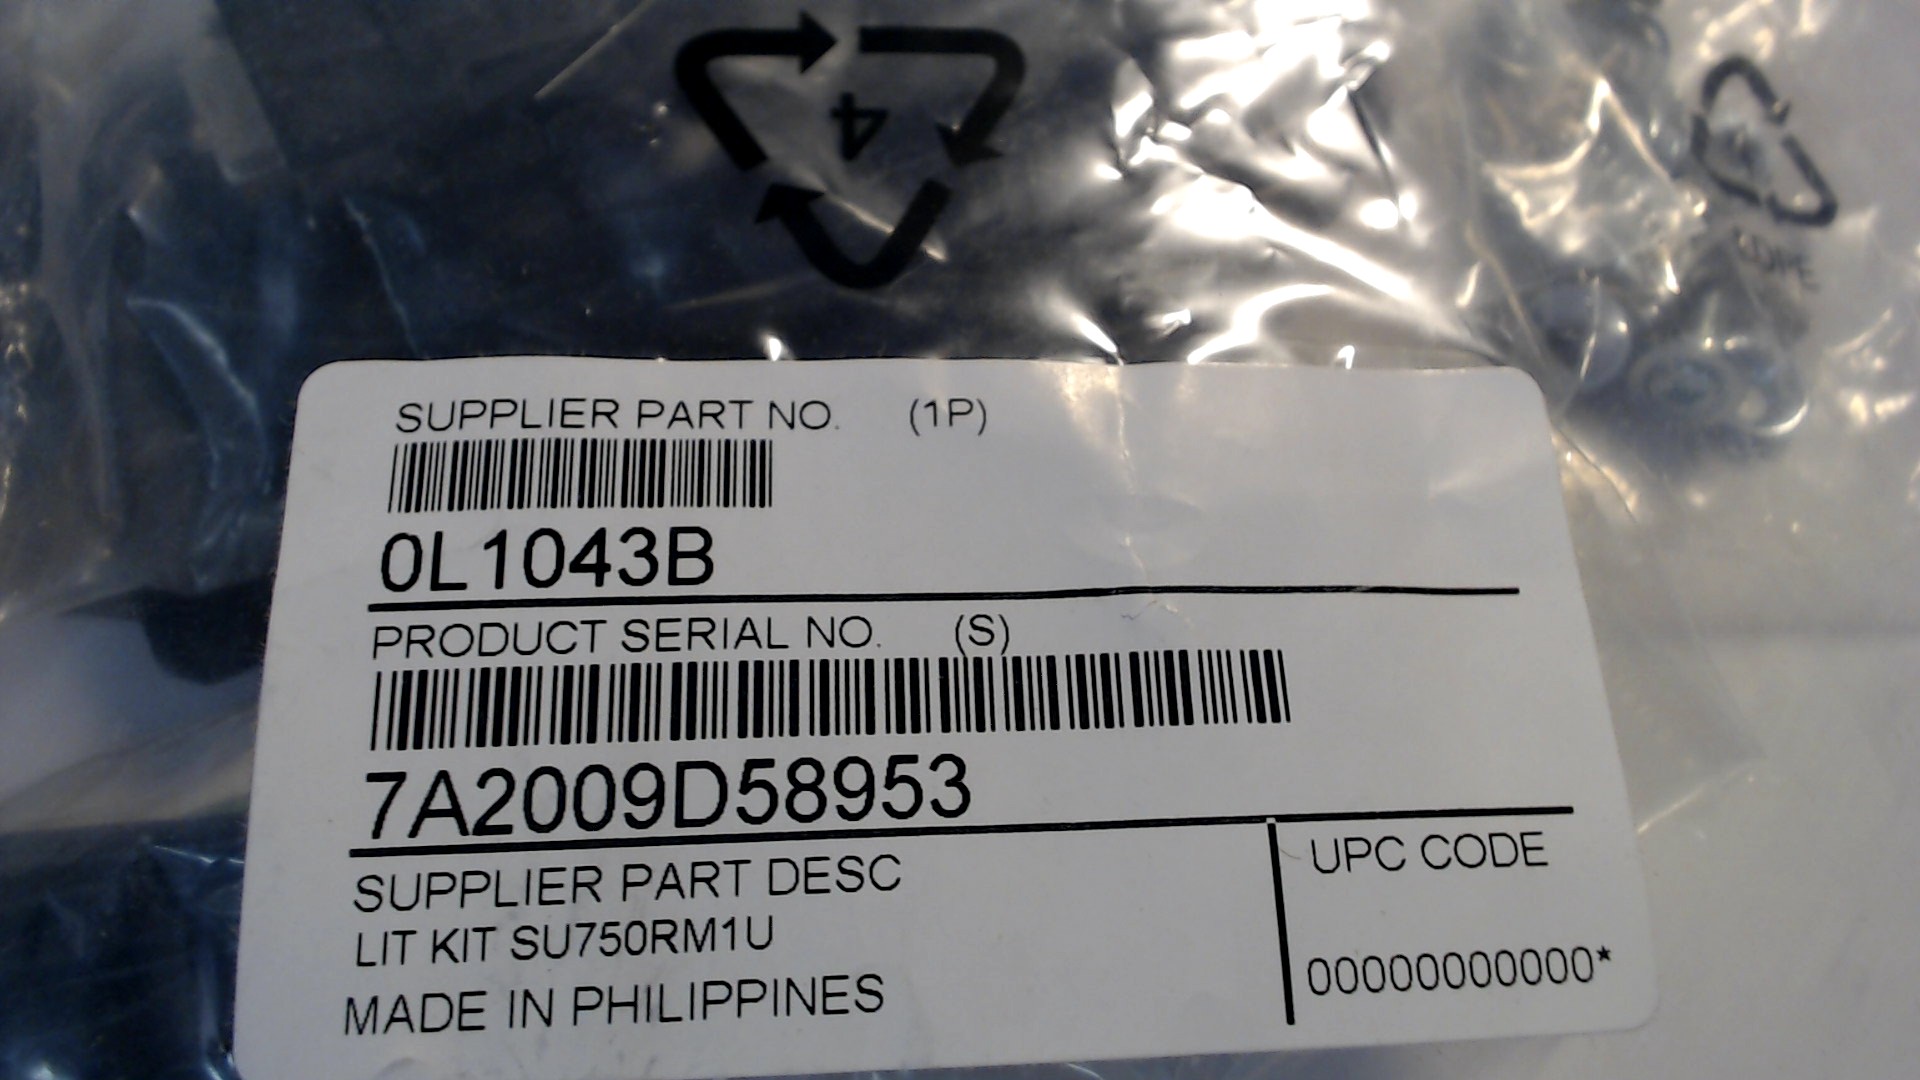 4
SUPPLIER PART NO. (1P)
0L1043B
PRODUCT SERIAL NO. (S)
7A2009D58953
SUPPLIER PART DESC
LIT KIT SU750RM1U
MADE IN PHILIPPINES
UPC CODE
00000000000*